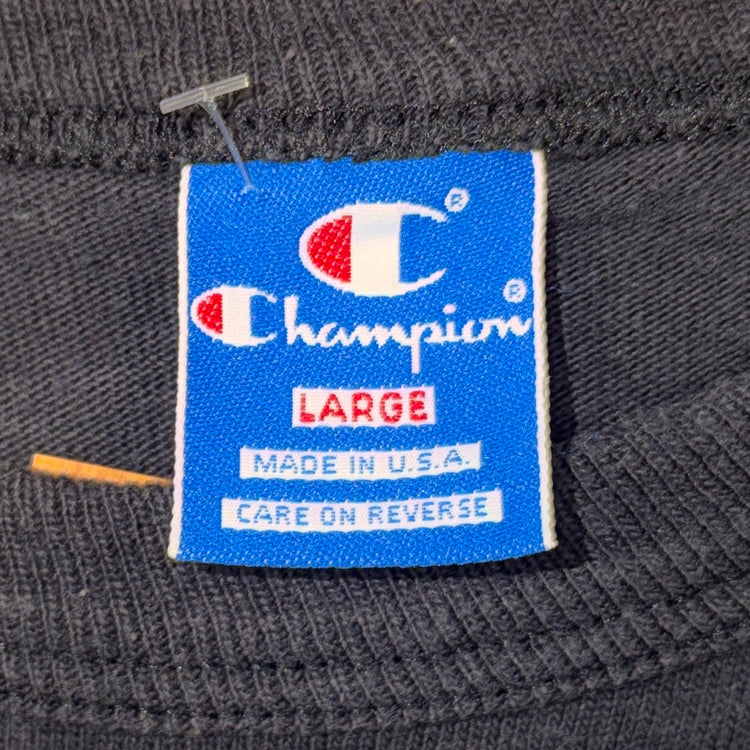 C®
Champion®
LARGE
MADE IN U.S.A.
CARE ON REVERSE